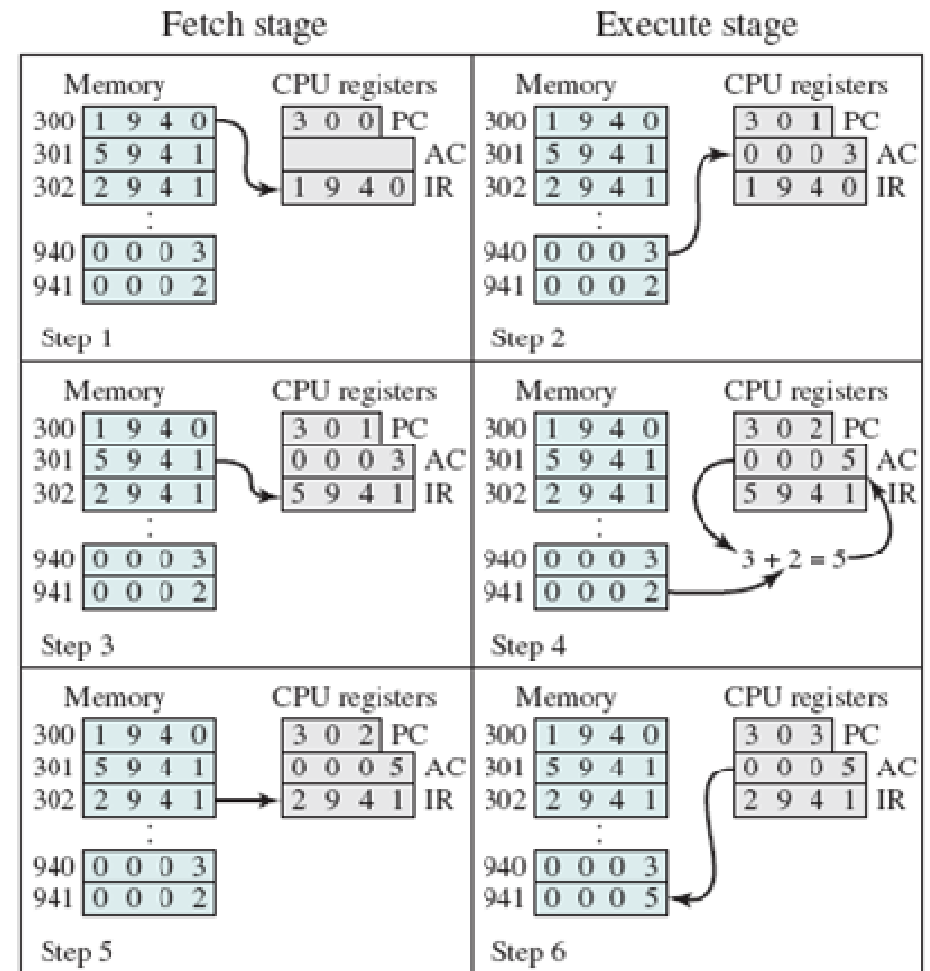 Fetch stage
Execute stage
Memory
CPU registers
300 1 9 4 0
3 0 0 PC
301 5 9 4 1
AC
302 2 9 4 1
1 9 4 0 IR
940 0 0 0 3
941 0 0 0 2
Step 1
Memory
CPU registers
300 1 9 4 0
3 0 1 PC
301 5 9 4 1
0 0 0 3 AC
302 2 9 4 1
1 9 4 0 IR
940 0 0 0 3
941 0 0 0 2
Step 2
Memory
CPU registers
300 1 9 4 0
3 0 1 PC
301 5 9 4 1
0 0 0 3 AC
302 2 9 4 1
5 9 4 1 IR
940 0 0 0 3
941 0 0 0 2
Step 3
Memory
CPU registers
300 1 9 4 0
3 0 2 PC
301 5 9 4 1
0 0 0 5 AC
302 2 9 4 1
5 9 4 1 IR
940 0 0 0 3
3 + 2 = 5
941 0 0 0 2
Step 4
Memory
CPU registers
300 1 9 4 0
3 0 2 PC
301 5 9 4 1
0 0 0 5 AC
302 2 9 4 1
2 9 4 1 IR
940 0 0 0 3
941 0 0 0 2
Step 5
Memory
CPU registers
300 1 9 4 0
3 0 3 PC
301 5 9 4 1
0 0 0 5 AC
302 2 9 4 1
2 9 4 1 IR
940 0 0 0 3
941 0 0 0 5
Step 6